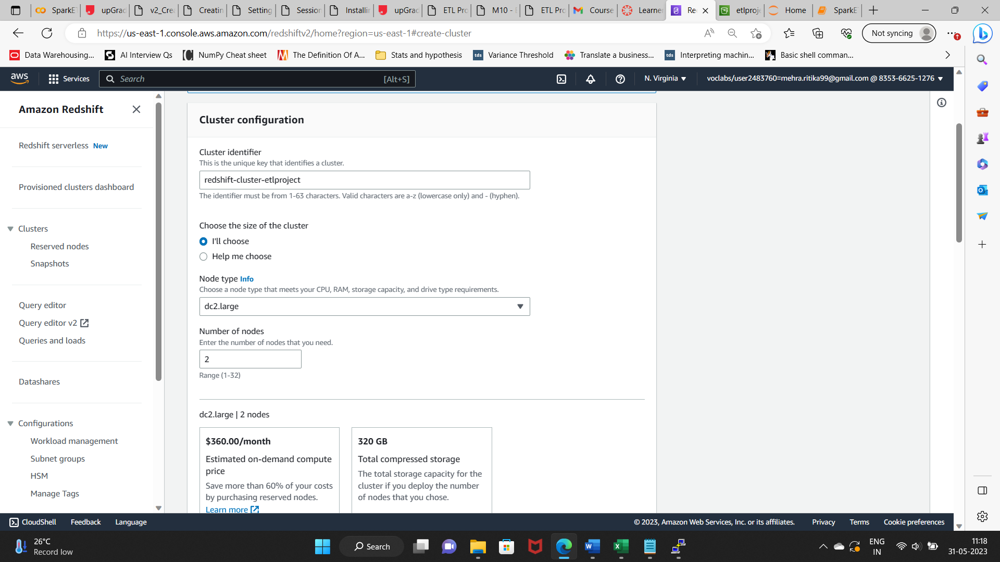 SparkE
upGrad
v2_Crea
Creatin
Setting
Session
Installin
upGrad
ETL Pro
M10 -
ETL Pro
Course
Learner
Re
etlproj
Home
SparkE
https://us-east-1.console.aws.amazon.com/redshiftv2/home?region=us-east-1#create-cluster
Not syncing
Data Warehousing...
AI Interview Qs
NumPy Cheat sheet
The Definition Of A...
Stats and hypothesis
tds Variance Threshold
Translate a business...
tds Interpreting machin...
Basic shell comman...
aws
Services
Search [Alt+S]
N. Virginia
voclabs/user2483760=mehra.ritika99@gmail.com @ 8353-6625-1276
Amazon Redshift
Redshift serverless New
Provisioned clusters dashboard
Clusters
Reserved nodes
Snapshots
Query editor
Query editor v2
Queries and loads
Datashares
Configurations
Workload management
Subnet groups
HSM
Manage Tags
Cluster configuration
Cluster identifier
This is the unique key that identifies a cluster.
redshift-cluster-etlproject
The identifier must be from 1-63 characters. Valid characters are a-z (lowercase only) and - (hyphen).
Choose the size of the cluster
I'll choose
Help me choose
Node type Info
Choose a node type that meets your CPU, RAM, storage capacity, and drive type requirements.
dc2.large
Number of nodes
Enter the number of nodes that you need.
2
Range (1-32)
dc2.large | 2 nodes
$360.00/month
Estimated on-demand compute
price
Save more than 60% of your costs
by purchasing reserved nodes.
Learn more
320 GB
Total compressed storage
The total storage capacity for the
cluster if you deploy the number
of nodes that you chose.
CloudShell
Feedback
Language
© 2023, Amazon Web Services, Inc. or its affiliates.
Privacy
Terms
Cookie preferences
26°C
Record low
Search
ENG
IN
11:18
31-05-2023